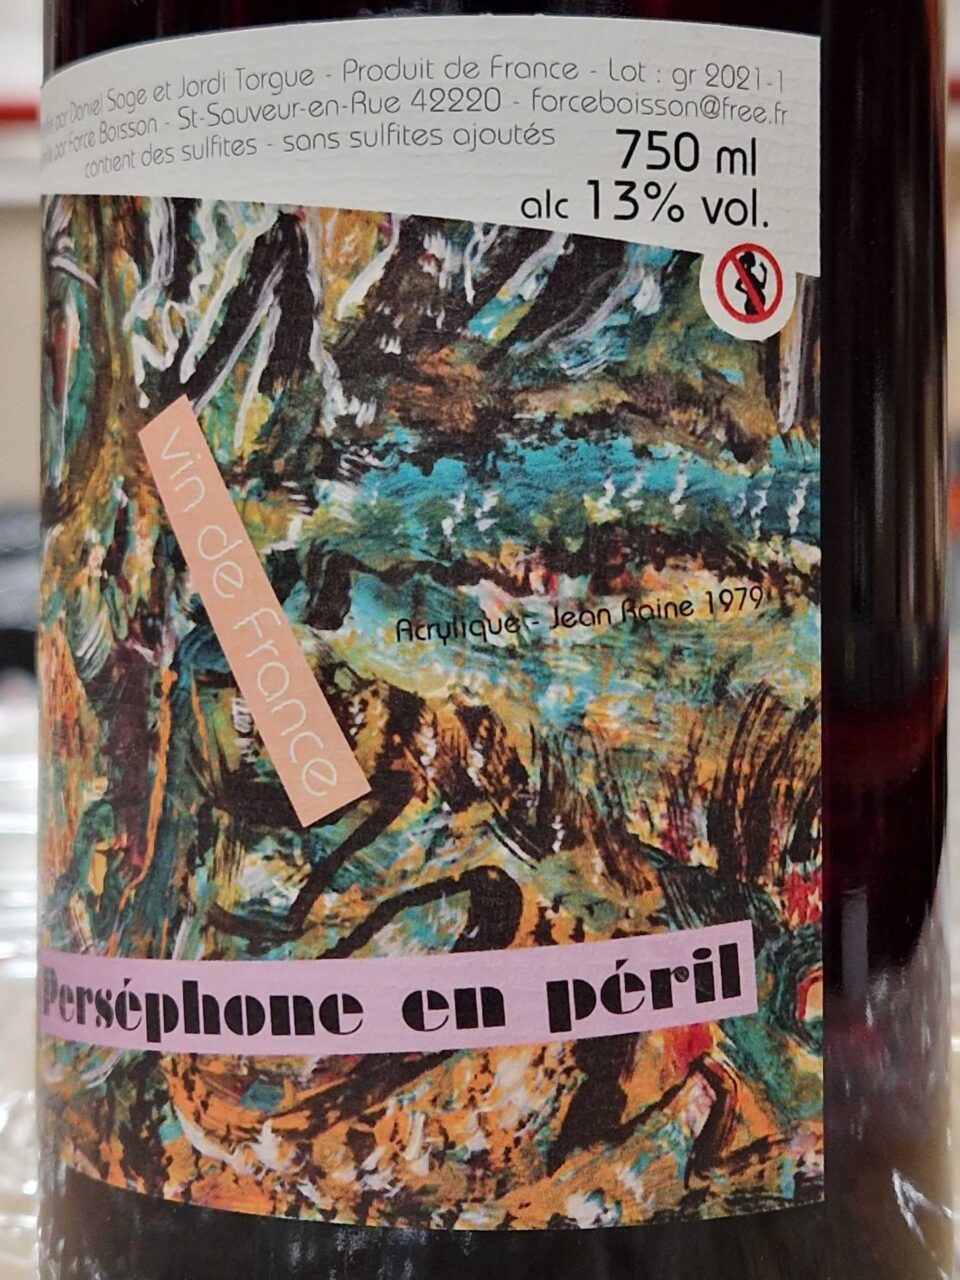 par Daniel Sage et Jordi Torgue - Produit de France - Lot : gr 2021-1
par Force Boisson - St-Sauveur-en-Rue 42220 - forceboisson@free.fr
contient des sulfites - sans sulfites ajoutés
750 ml
alc 13% vol.
vin de France
Acrylique - Jean Raine 1979
Perséphone en péril